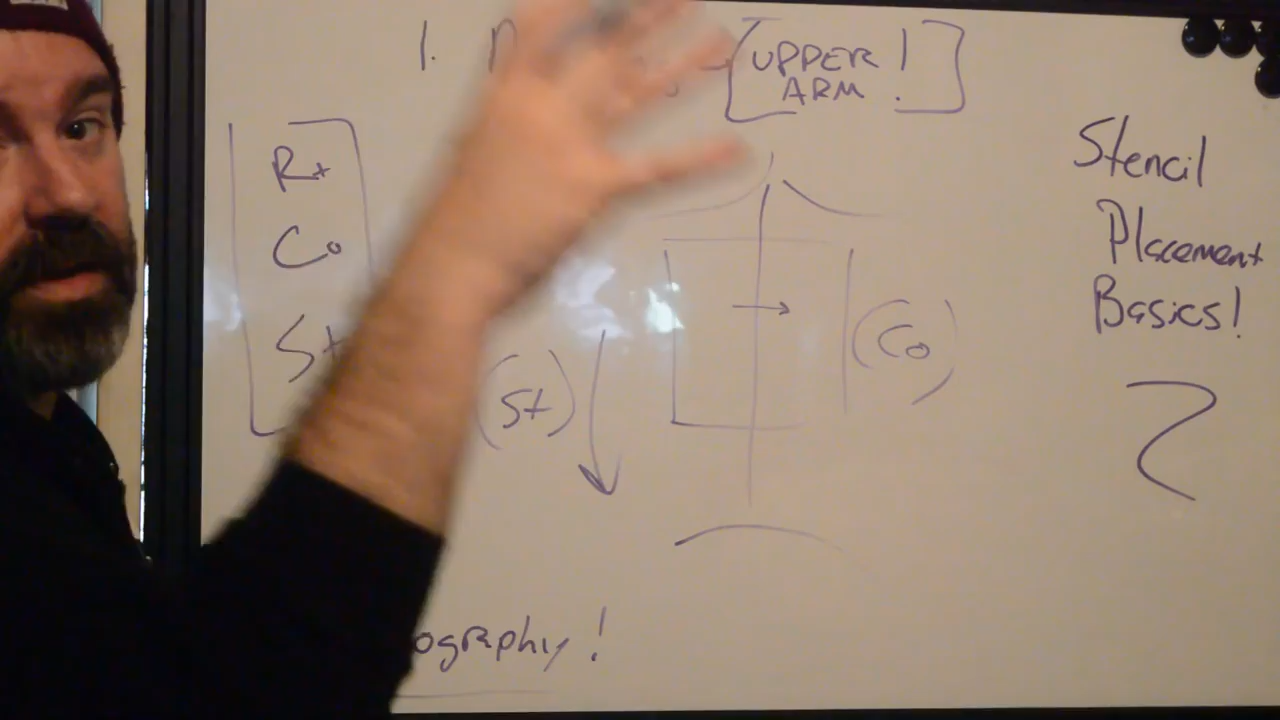 1.
[UPPER !
ARM]
Rt
Co
St
(St)
(Co)
Stencil
Placement
Basics!
ography!